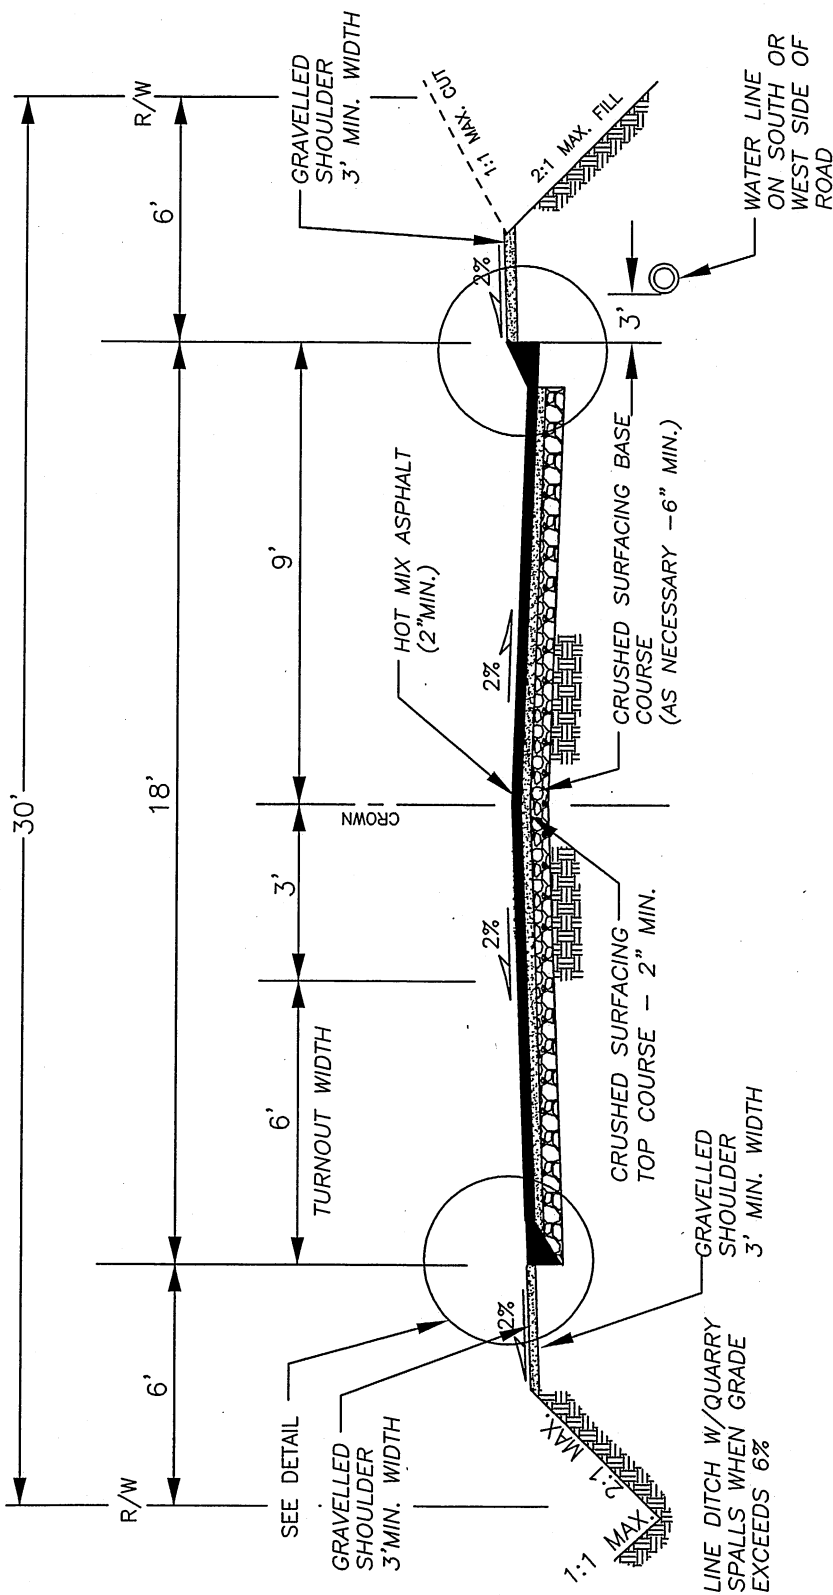 30'
R/W
6'
18'
6'
R/W
6'
TURNOUT WIDTH
3'
9'
CROWN
SEE DETAIL
GRAVELLED
SHOULDER
3'MIN. WIDTH
HOT MIX ASPHALT
(2"MIN.)
GRAVELLED
SHOULDER
3' MIN. WIDTH
2%
2%
2%
2%
1:1 MAX. CUT
2:1 MAX. FILL
2:1 MAX.
1:1 MAX.
3'
LINE DITCH W/QUARRY
SPALLS WHEN GRADE
EXCEEDS 6%
GRAVELLED
SHOULDER
3' MIN. WIDTH
CRUSHED SURFACING
TOP COURSE - 2" MIN.
CRUSHED SURFACING BASE
COURSE
(AS NECESSARY -6" MIN.)
WATER LINE
ON SOUTH OR
WEST SIDE OF
ROAD